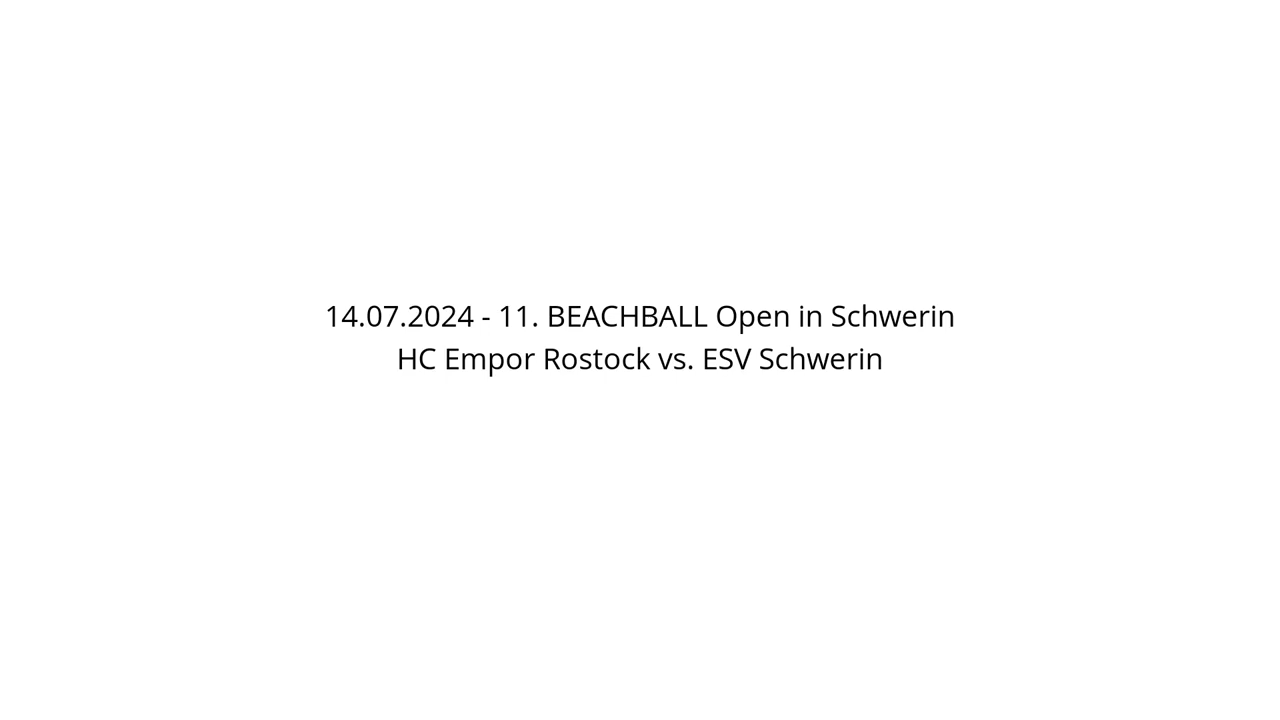 14.07.2024 - 11. BEACHBALL Open in Schwerin
HC Empor Rostock vs. ESV Schwerin